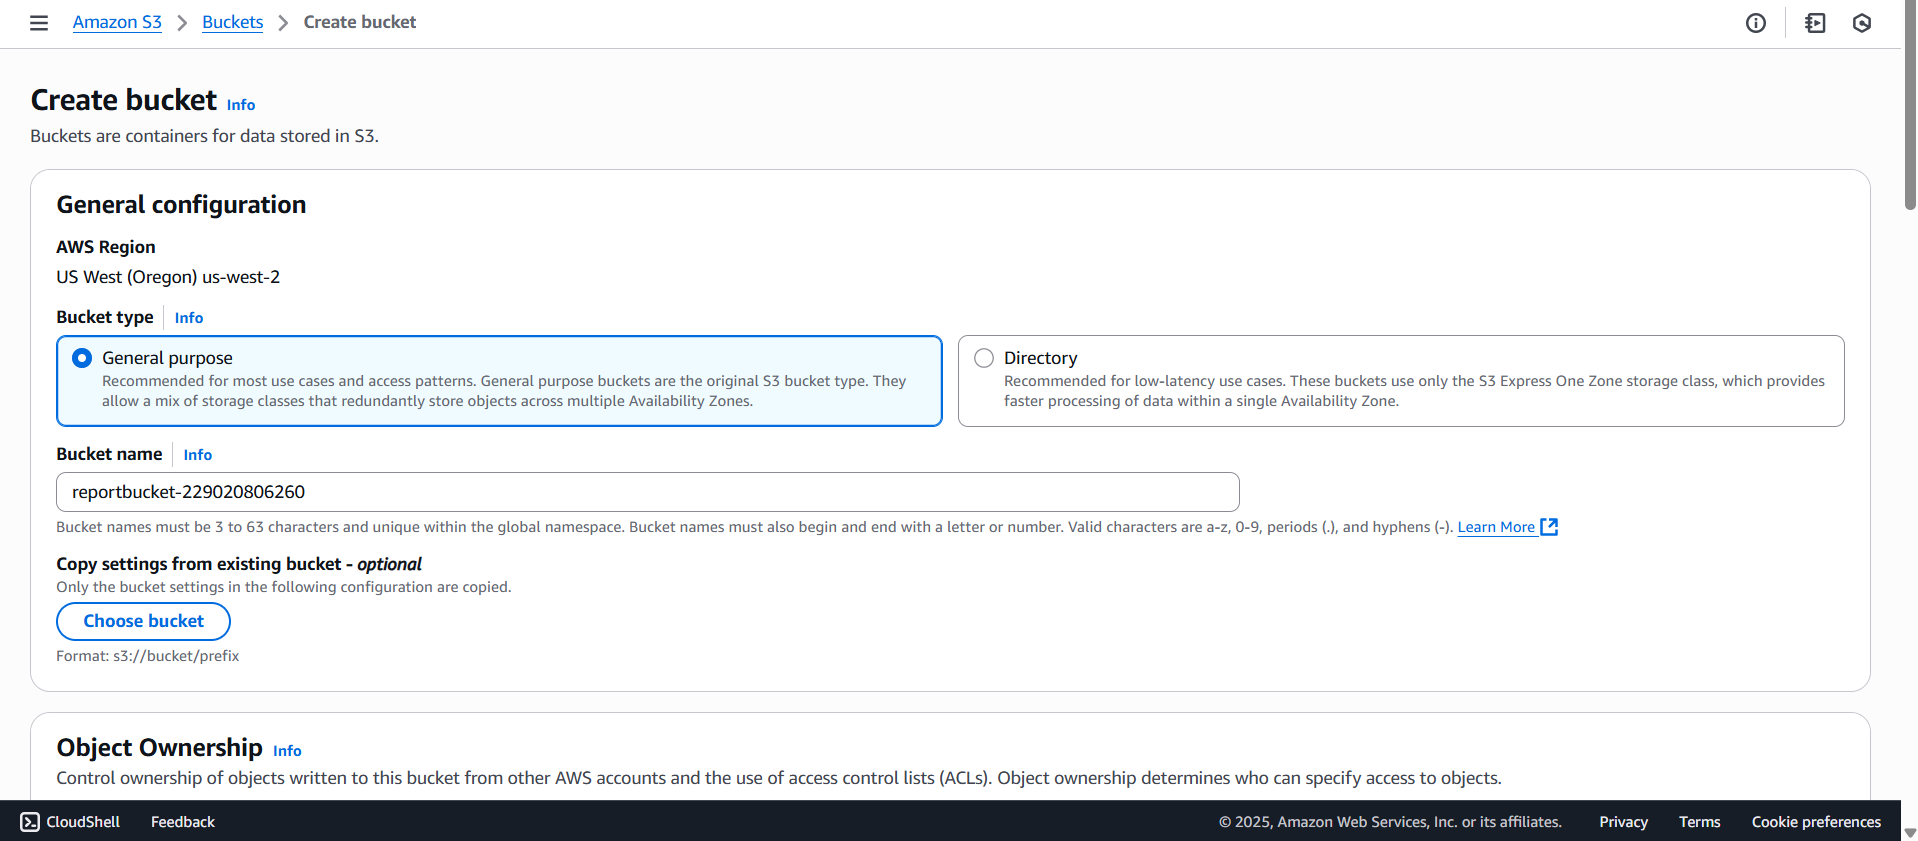 Amazon S3 > Buckets > Create bucket
Create bucket Info
Buckets are containers for data stored in S3.
General configuration
AWS Region
US West (Oregon) us-west-2
Bucket type Info
General purpose
Recommended for most use cases and access patterns. General purpose buckets are the original S3 bucket type. They
allow a mix of storage classes that redundantly store objects across multiple Availability Zones.
Directory
Recommended for low-latency use cases. These buckets use only the S3 Express One Zone storage class, which provides
faster processing of data within a single Availability Zone.
Bucket name Info
reportbucket-229020806260
Bucket names must be 3 to 63 characters and unique within the global namespace. Bucket names must also begin and end with a letter or number. Valid characters are a-z, 0-9, periods (.), and hyphens (-). Learn More
Copy settings from existing bucket - optional
Only the bucket settings in the following configuration are copied.
Choose bucket
Format: s3://bucket/prefix
Object Ownership Info
Control ownership of objects written to this bucket from other AWS accounts and the use of access control lists (ACLs). Object ownership determines who can specify access to objects.
CloudShell Feedback © 2025, Amazon Web Services, Inc. or its affiliates. Privacy Terms Cookie preferences